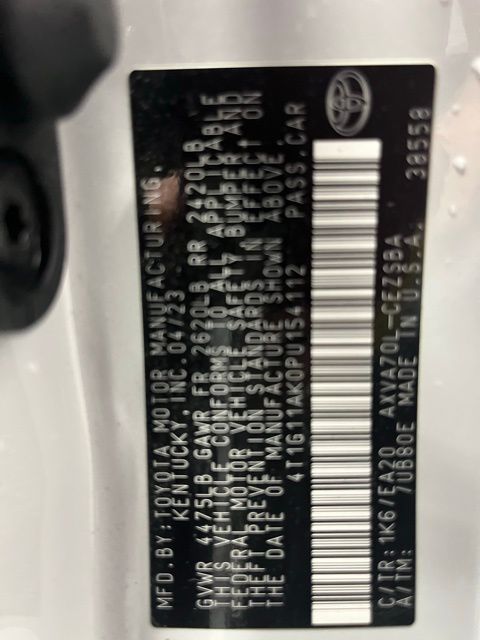 MFD.BY: TOYOTA MOTOR MANUFACTURING,
KENTUCKY, INC. 04/23
GVWR 4475LB GAWR FR 2620LB RR 2420LB
THIS VEHICLE CONFORMS TO ALL APPLICABLE
FEDERAL MOTOR VEHICLE SAFETY, BUMPER, AND
THEFT PREVENTION STANDARDS IN EFFECT ON
THE DATE OF MANUFACTURE SHOWN ABOVE.
4T1G11AK0PU154112 PASS.CAR
C/TR: 1K6/EA20 AXVA70L-CEZSBA
A/TM: 7UB80E MADE IN U.S.A. 38558